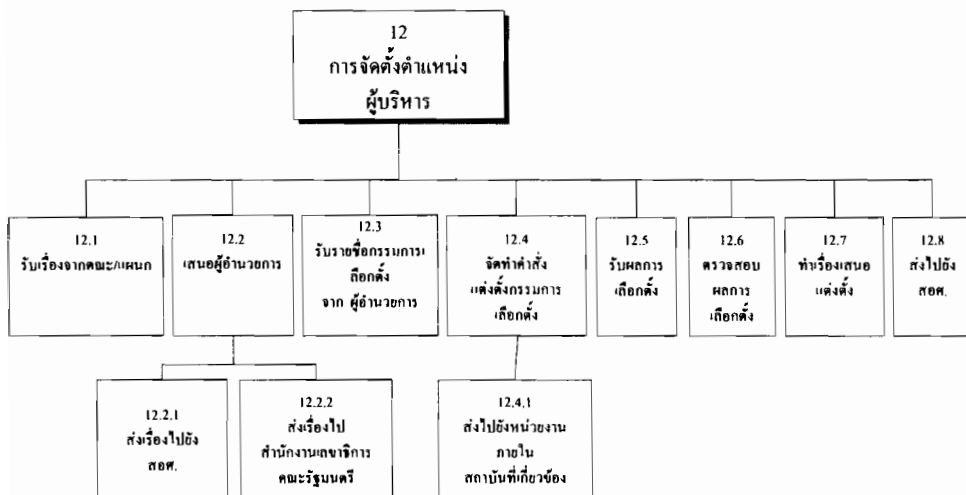 12
การจัดตั้งตำแหน่ง
ผู้บริหาร
12.1
รับเรื่องจากคณะ/แผนก
12.2
เสนอผู้อำนวยการ
12.3
รับรายชื่อกรรมการเ
ลือกตั้ง
จาก ผู้อำนวยการ
12.4
จัดทำคำสั่ง
แต่งตั้งกรรมการ
เลือกตั้ง
12.5
รับผลการ
เลือกตั้ง
12.6
ตรวจสอบ
ผลการ
เลือกตั้ง
12.7
ทำเรื่องเสนอ
แต่งตั้ง
12.8
ส่งไปยัง
สอศ.
12.2.1
ส่งเรื่องไปยัง
สอศ.
12.2.2
ส่งเรื่องไป
สำนักงานเลขาธิการ
คณะรัฐมนตรี
12.4.1
ส่งไปยังหน่วยงาน
ภายใน
สถาบันที่เกี่ยวข้อง